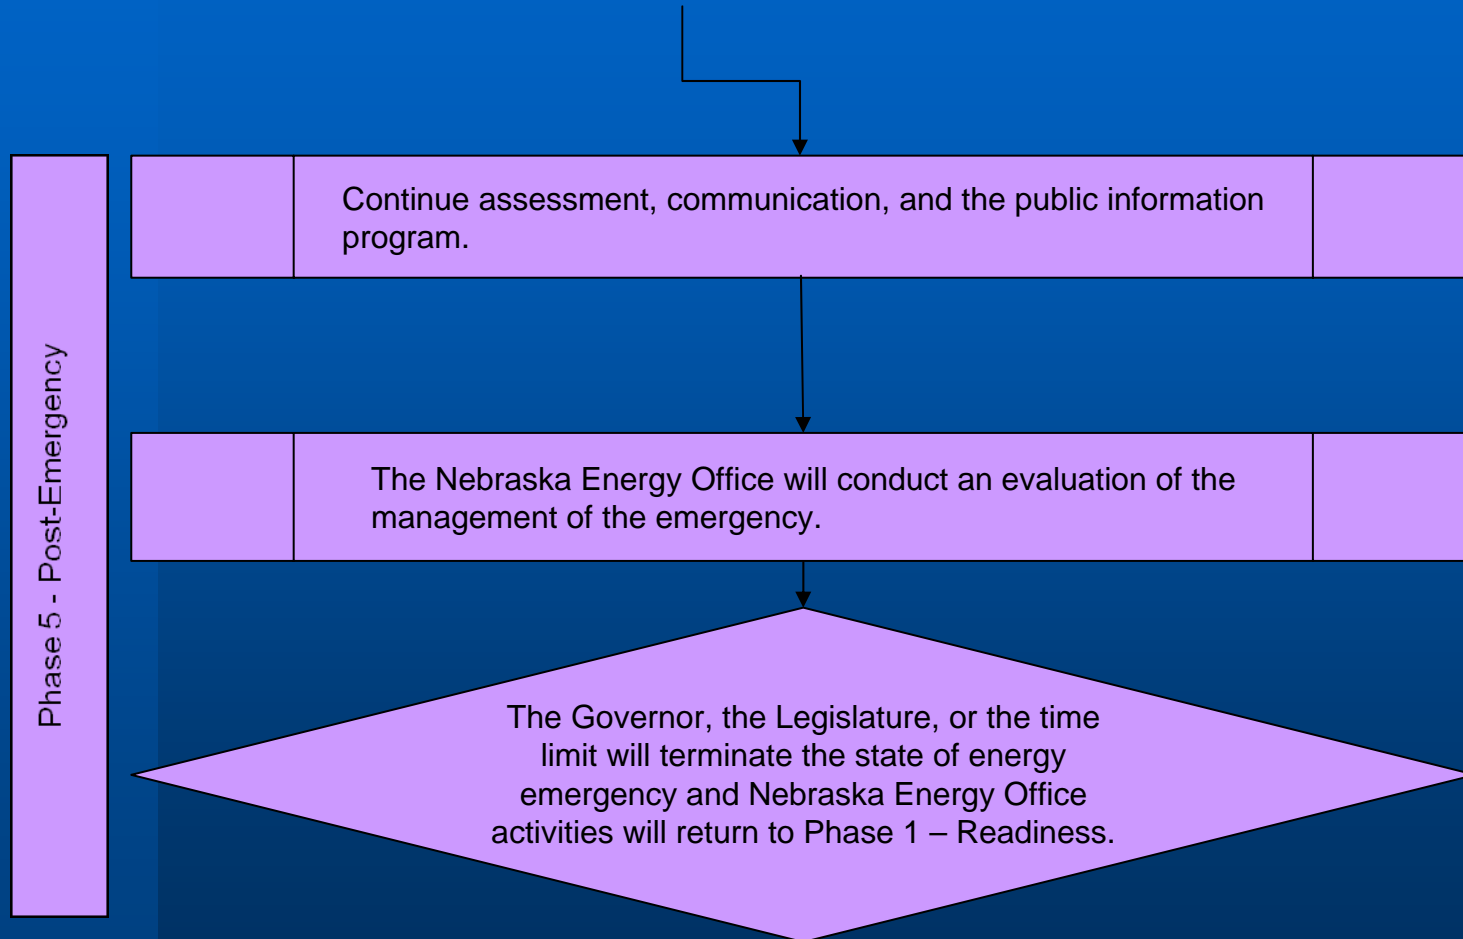 Phase 5 - Post-Emergency
Continue assessment, communication, and the public information
program.
The Nebraska Energy Office will conduct an evaluation of the
management of the emergency.
The Governor, the Legislature, or the time
limit will terminate the state of energy
emergency and Nebraska Energy Office
activities will return to Phase 1 – Readiness.